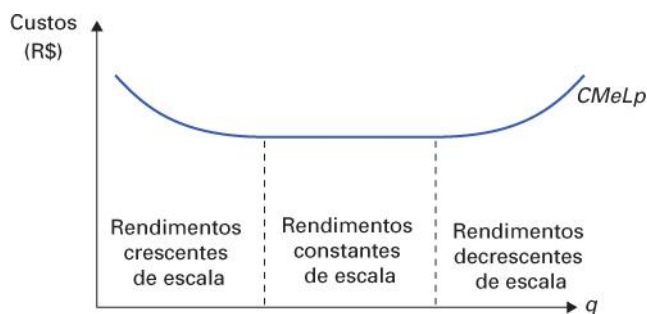 Custos
(R$)
CMeLp
Rendimentos
crescentes
de escala
Rendimentos
constantes
de escala
Rendimentos
decrescentes
de escala
q